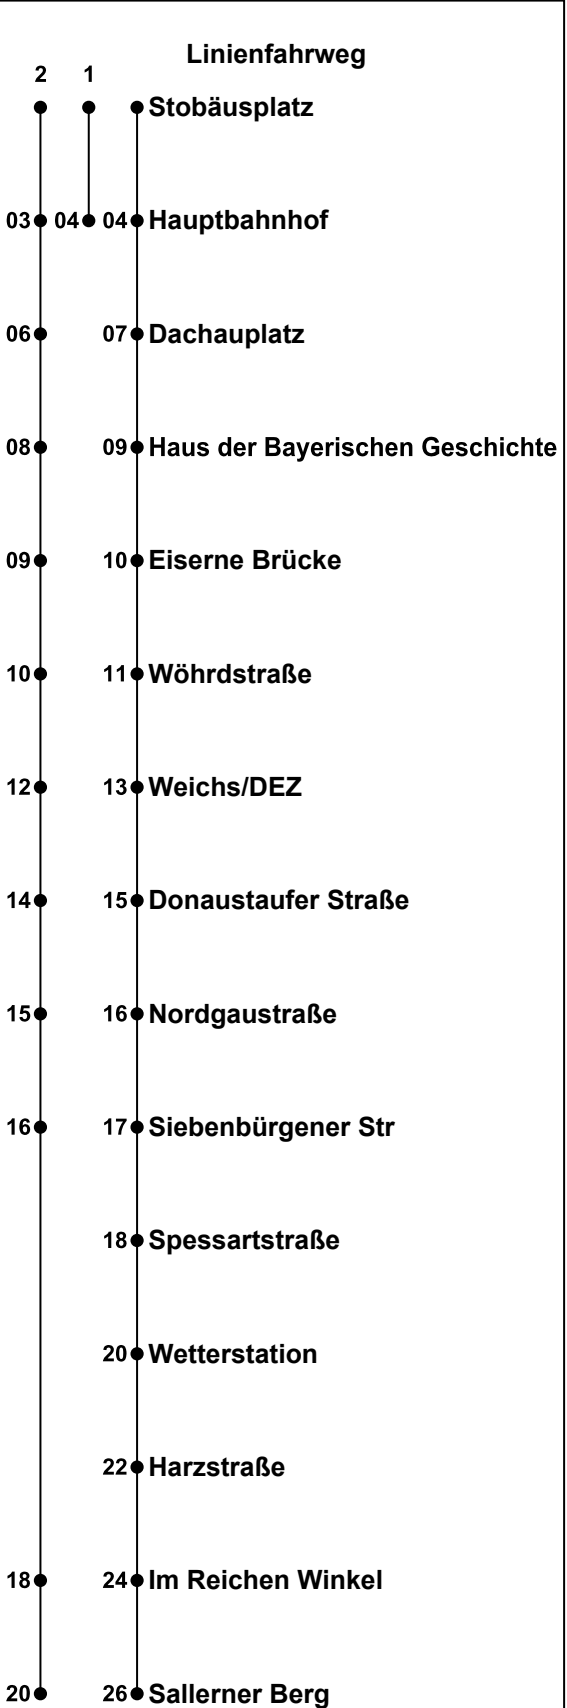 Linienfahrweg
2 1
Stobäusplatz
03 04 04 Hauptbahnhof
06 07 Dachauplatz
08 09 Haus der Bayerischen Geschichte
09 10 Eiserne Brücke
10 11 Wöhrdstraße
12 13 Weichs/DEZ
14 15 Donaustaufer Straße
15 16 Nordgaustraße
16 17 Siebenbürgener Str
18 Spessartstraße
20 Wetterstation
22 Harzstraße
18 24 Im Reichen Winkel
20 26 Sallerner Berg